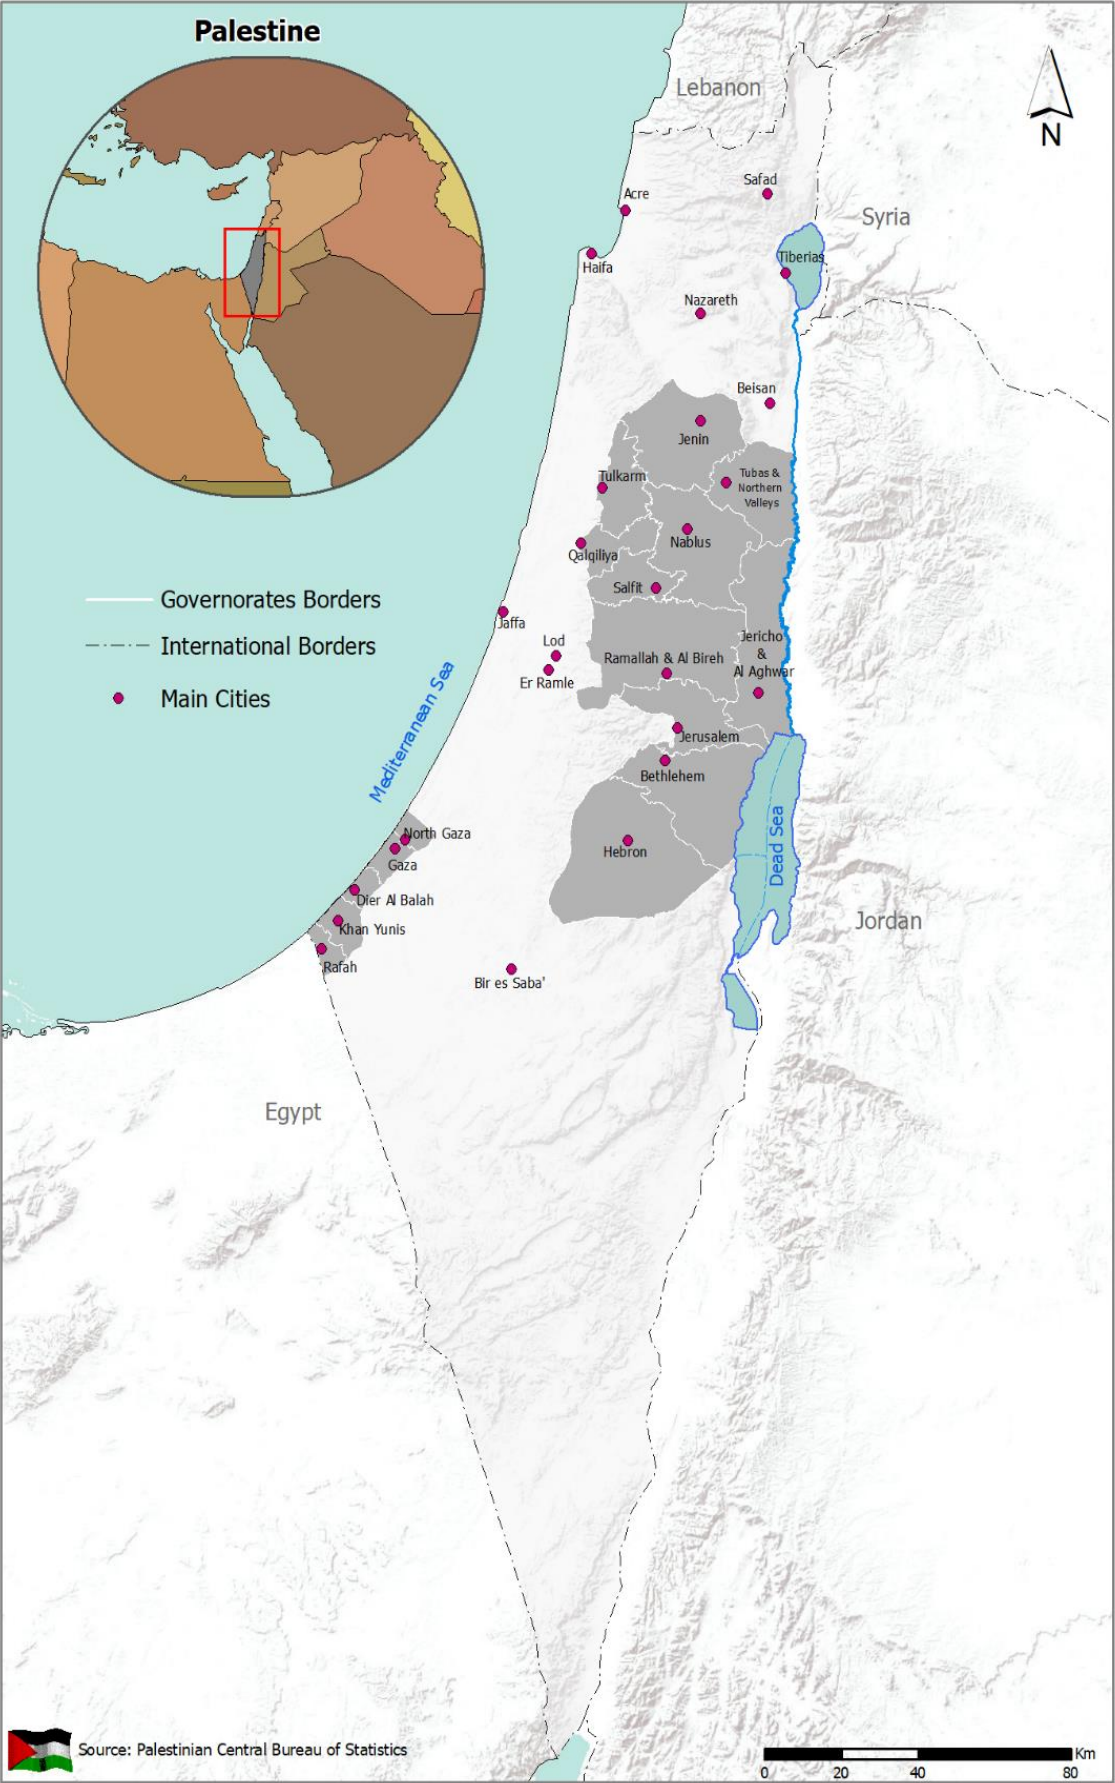 Palestine
Lebanon
N
Safad
Acre
Syria
Tiberias
Haifa
Nazareth
Beisan
Jenin
Tulkarm
Tubas &
Northern
Valleys
Nablus
Qalqiliya
Salfit
Governorates Borders
International Borders
Main Cities
Jaffa
Lod
Er Ramle
Ramallah & Al Bireh
Jericho
&
Al Aghwar
Mediterranean Sea
Jerusalem
Bethlehem
Hebron
Dead Sea
North Gaza
Gaza
Dier Al Balah
Khan Yunis
Rafah
Bir es Saba'
Jordan
Egypt
Source: Palestinian Central Bureau of Statistics
Km
0 20 40 80